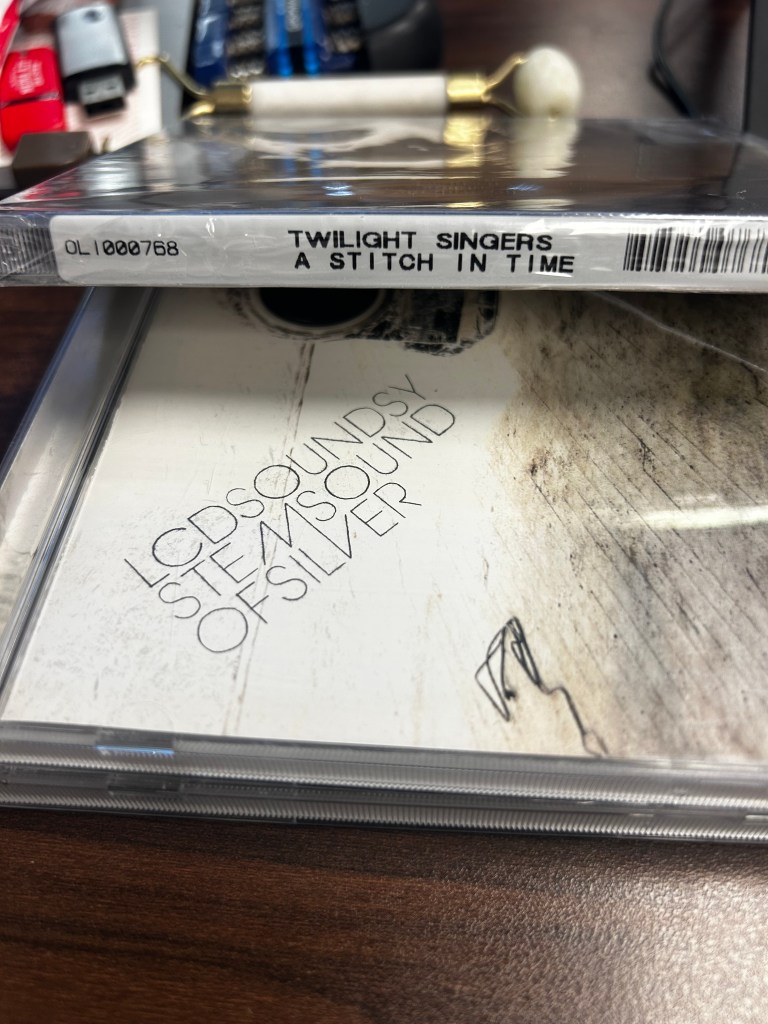 OL1000768
TWILIGHT SINGERS
A STITCH IN TIME
LCDSOUNDSY
STEMSOUND
OFSILVER